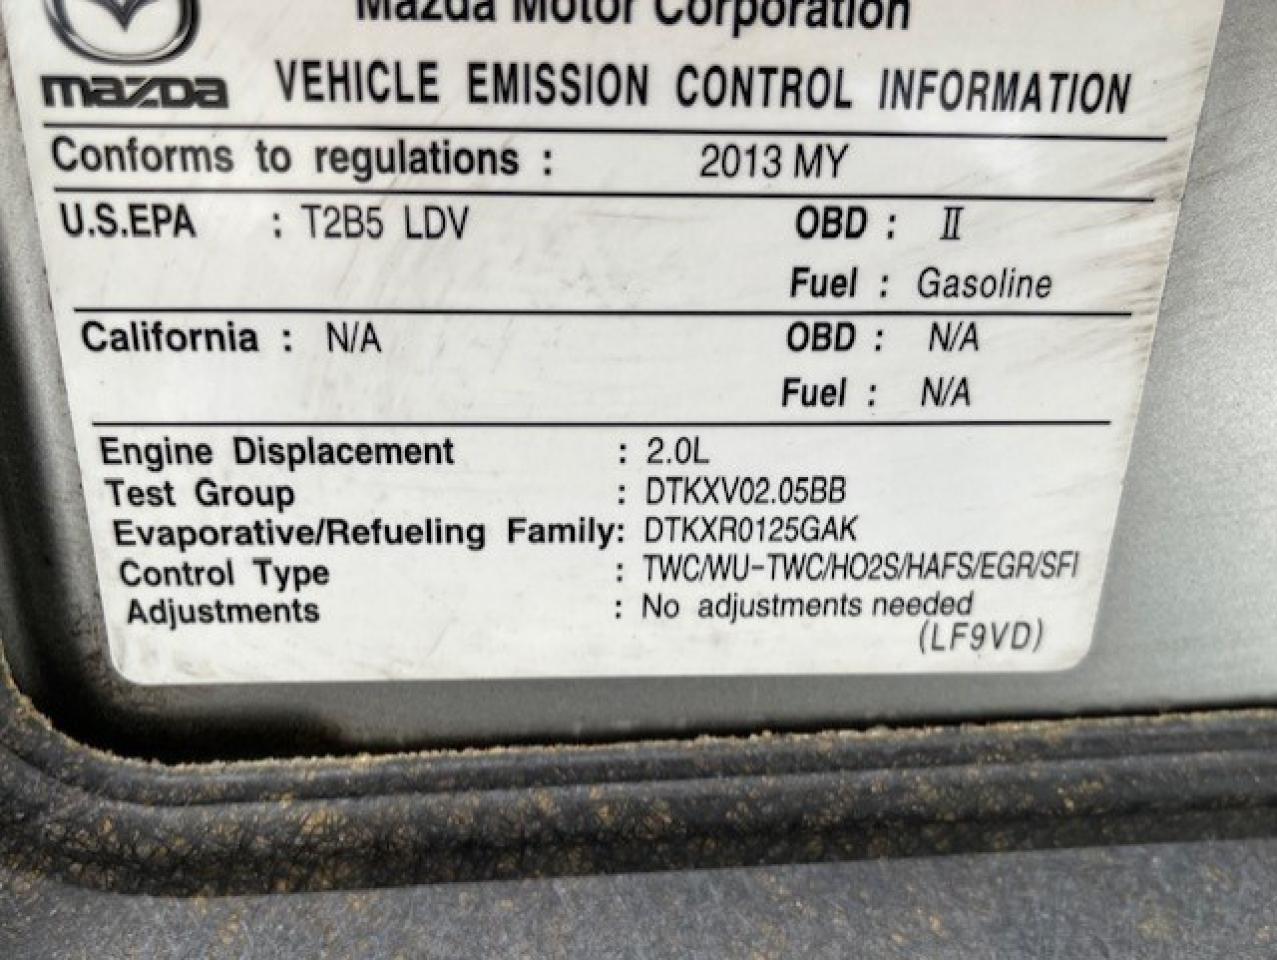 Mazda Motor Corporation
mazda VEHICLE EMISSION CONTROL INFORMATION
Conforms to regulations : 2013 MY
U.S.EPA : T2B5 LDV OBD : II
Fuel : Gasoline
California : N/A OBD : N/A
Fuel : N/A
Engine Displacement : 2.0L
Test Group : DTKXV02.05BB
Evaporative/Refueling Family: DTKXR0125GAK
Control Type : TWC/WU-TWC/HO2S/HAFS/EGR/SFI
Adjustments : No adjustments needed
(LF9VD)